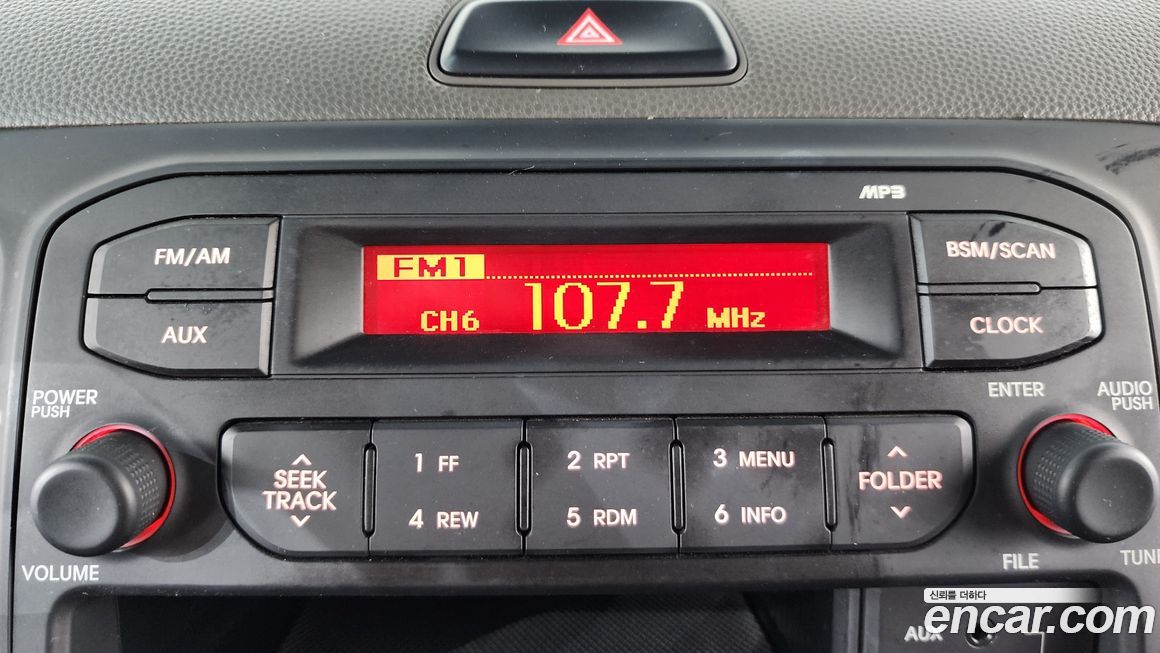 MP3
FM/AM
BSM/SCAN
FM1
CH6 107.7 MHz
AUX
CLOCK
POWER
PUSH
ENTER
AUDIO
PUSH
SEEK
TRACK
1 FF
2 RPT
3 MENU
FOLDER
4 REW
5 RDM
6 INFO
VOLUME
FILE
TUNE
신뢰를 더하다
encar.com
AUX